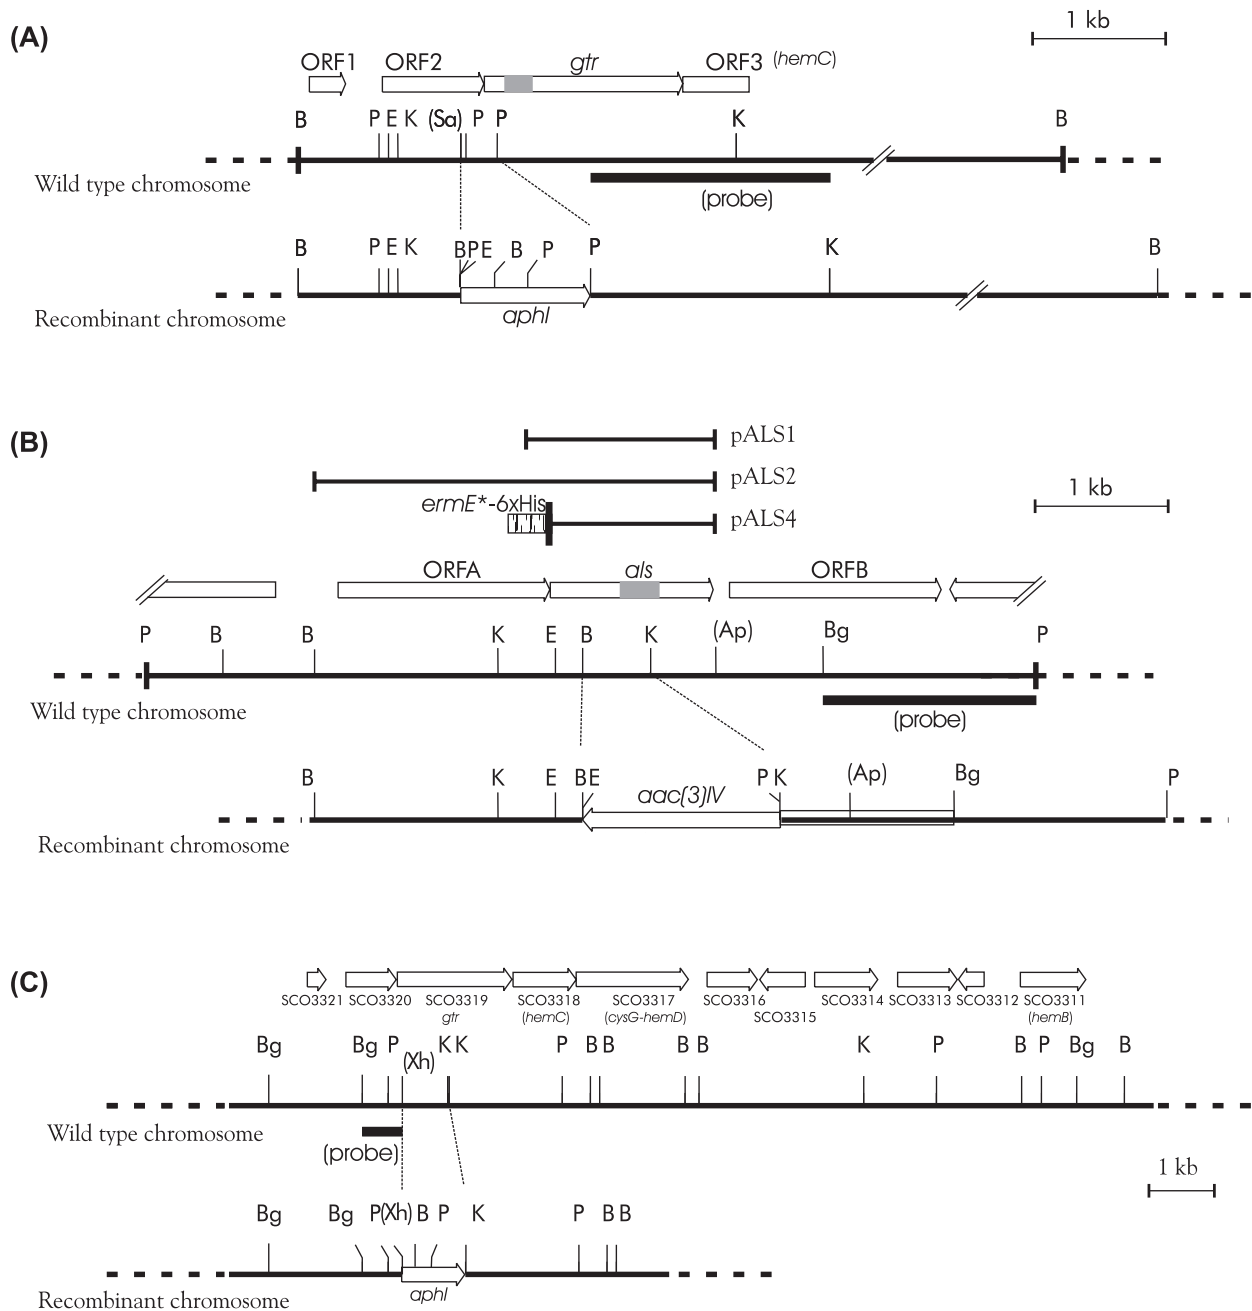 (A)
1 kb
ORF1 ORF2 gtr ORF3 (hemC)
B P E K (Sa) P P K B
Wild type chromosome
(probe)
B P E K B P E B P P K B
Recombinant chromosome
aphI
(B)
pALS1
pALS2
1 kb
ermE*-6xHis
pALS4
ORFA als ORFB
P B B K E B K (Ap) Bg P
Wild type chromosome
(probe)
B K E B E aac(3)IV P K (Ap) Bg P
Recombinant chromosome
(C)
SCO3321 SCO3320 SCO3319 SCO3318 SCO3317 SCO3316 SCO3314 SCO3313 SCO3312 SCO3311
gtr (hemC) (cysG-hemD) SCO3315 (hemB)
Bg Bg P (Xh) K K P B B B B K P B P Bg B
Wild type chromosome
(probe)
1 kb
Bg Bg P (Xh) B P K P B B
aphI
Recombinant chromosome